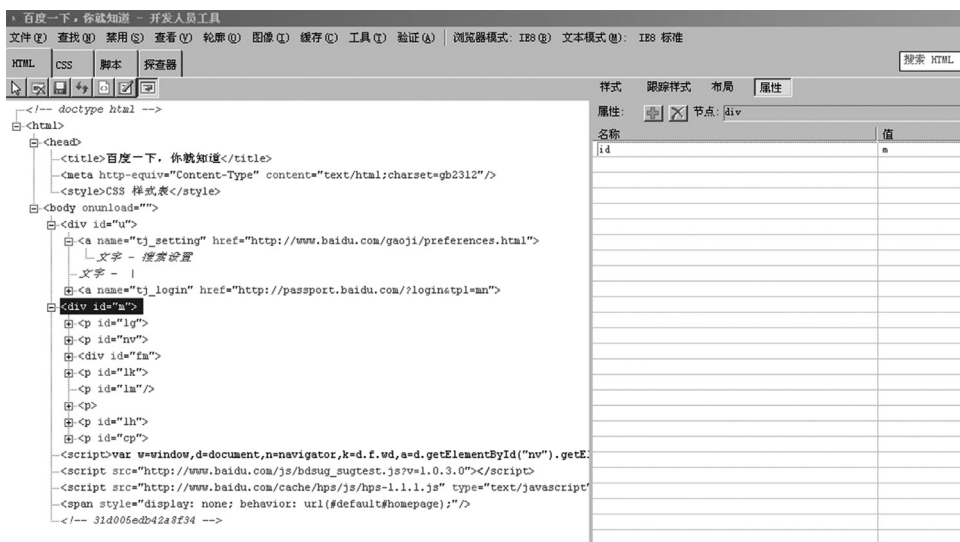 百度一下，你就知道 - 开发人员工具
文件(F) 查找(N) 禁用(S) 查看(V) 轮廓(O) 图像(I) 缓存(C) 工具(T) 验证(A) 浏览器模式: IE8(B) 文本模式(M): IE8 标准
HTML CSS 脚本 探查器 搜索 HTML
样式 跟踪样式 布局 属性
属性: 节点: div
名称 值
id m
<!-- doctype html -->
<html>
<head>
<title>百度一下，你就知道</title>
<meta http-equiv="Content-Type" content="text/html;charset=gb2312"/>
<style>CSS 样式表</style>
<body onunload="">
<div id="u">
<a name="tj_setting" href="http://www.baidu.com/gaoji/preferences.html">
文字 - 搜索设置
文字 - |
<a name="tj_login" href="http://passport.baidu.com/?login&tpl=mn">
<div id="m">
<p id="lg">
<p id="nv">
<div id="fm">
<p id="lk">
<p id="lm"/>
<p>
<p id="lh">
<p id="cp">
<script>var w=window,d=document,n=navigator,k=d.f.wd,a=d.getElementById("nv").getE
<script src="http://www.baidu.com/js/bdsug_sugtest.js?v=1.0.3.0"></script>
<script src="http://www.baidu.com/cache/hps/js/hps-1.1.1.js" type="text/javascript"
<span style="display: none; behavior: url(#default#homepage);"/>
<!-- 31d005edb42a8f34 -->